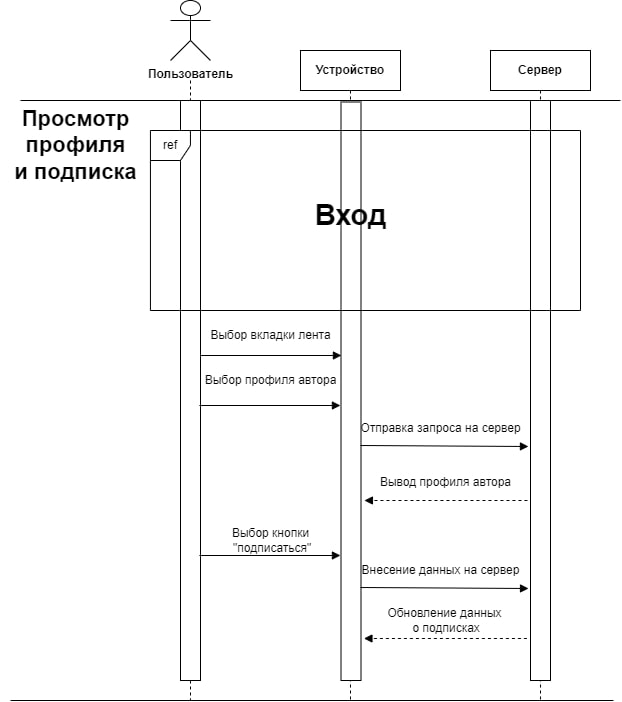 Пользователь
Устройство
Сервер
Просмотр
профиля
и подписка
ref
Вход
Выбор вкладки лента
Выбор профиля автора
Отправка запроса на сервер
Вывод профиля автора
Выбор кнопки
"подписаться"
Внесение данных на сервер
Обновление данных
о подписках